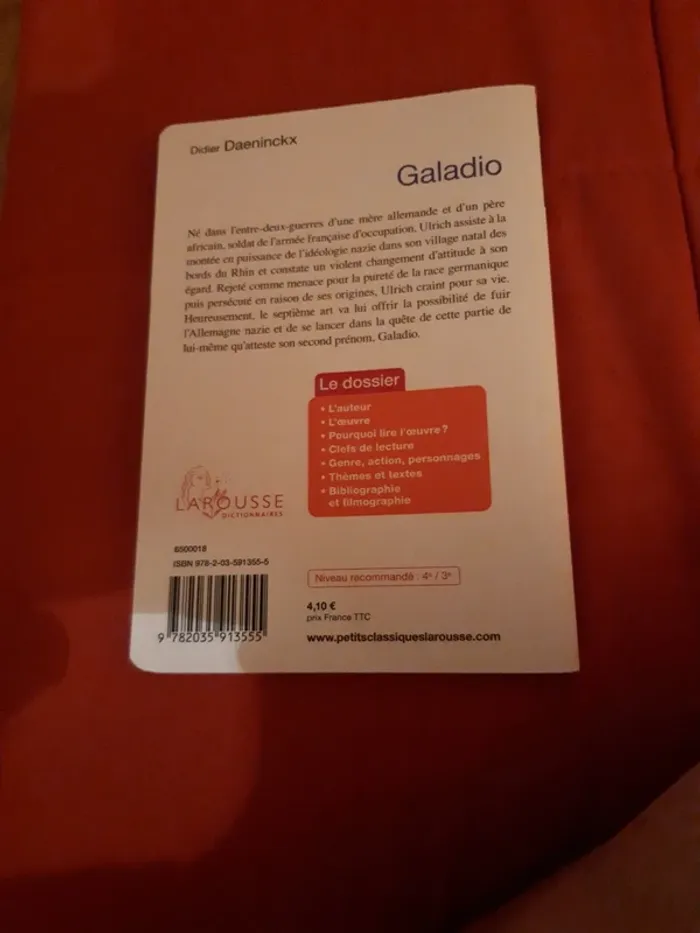 Didier Daeninckx
Galadio
Né dans l'entre-deux-guerres d'une mère allemande et d'un père
africain, soldat de l'armée française d'occupation, Ulrich assiste à la
montée en puissance de l'idéologie nazie dans son village natal des
bords du Rhin et constate un violent changement d'attitude à son
égard. Rejeté comme menace pour la pureté de la race germanique
puis persécuté en raison de ses origines, Ulrich craint pour sa vie.
Heureusement, le septième art va lui offrir la possibilité de fuir
l'Allemagne nazie et de se lancer dans la quête de cette partie de
lui-même qu'atteste son second prénom, Galadio.
Le dossier
• L'auteur
• L'œuvre
• Pourquoi lire l'œuvre ?
• Clefs de lecture
• Genre, action, personnages
• Thèmes et textes
• Bibliographie
et filmographie
LAROUSSE
DICTIONNAIRES
6500018
ISBN 978-2-03-591355-5
9 782035 913555
Niveau recommandé : 4e / 3e
4,10 €
prix France TTC
www.petitsclassiqueslarousse.com